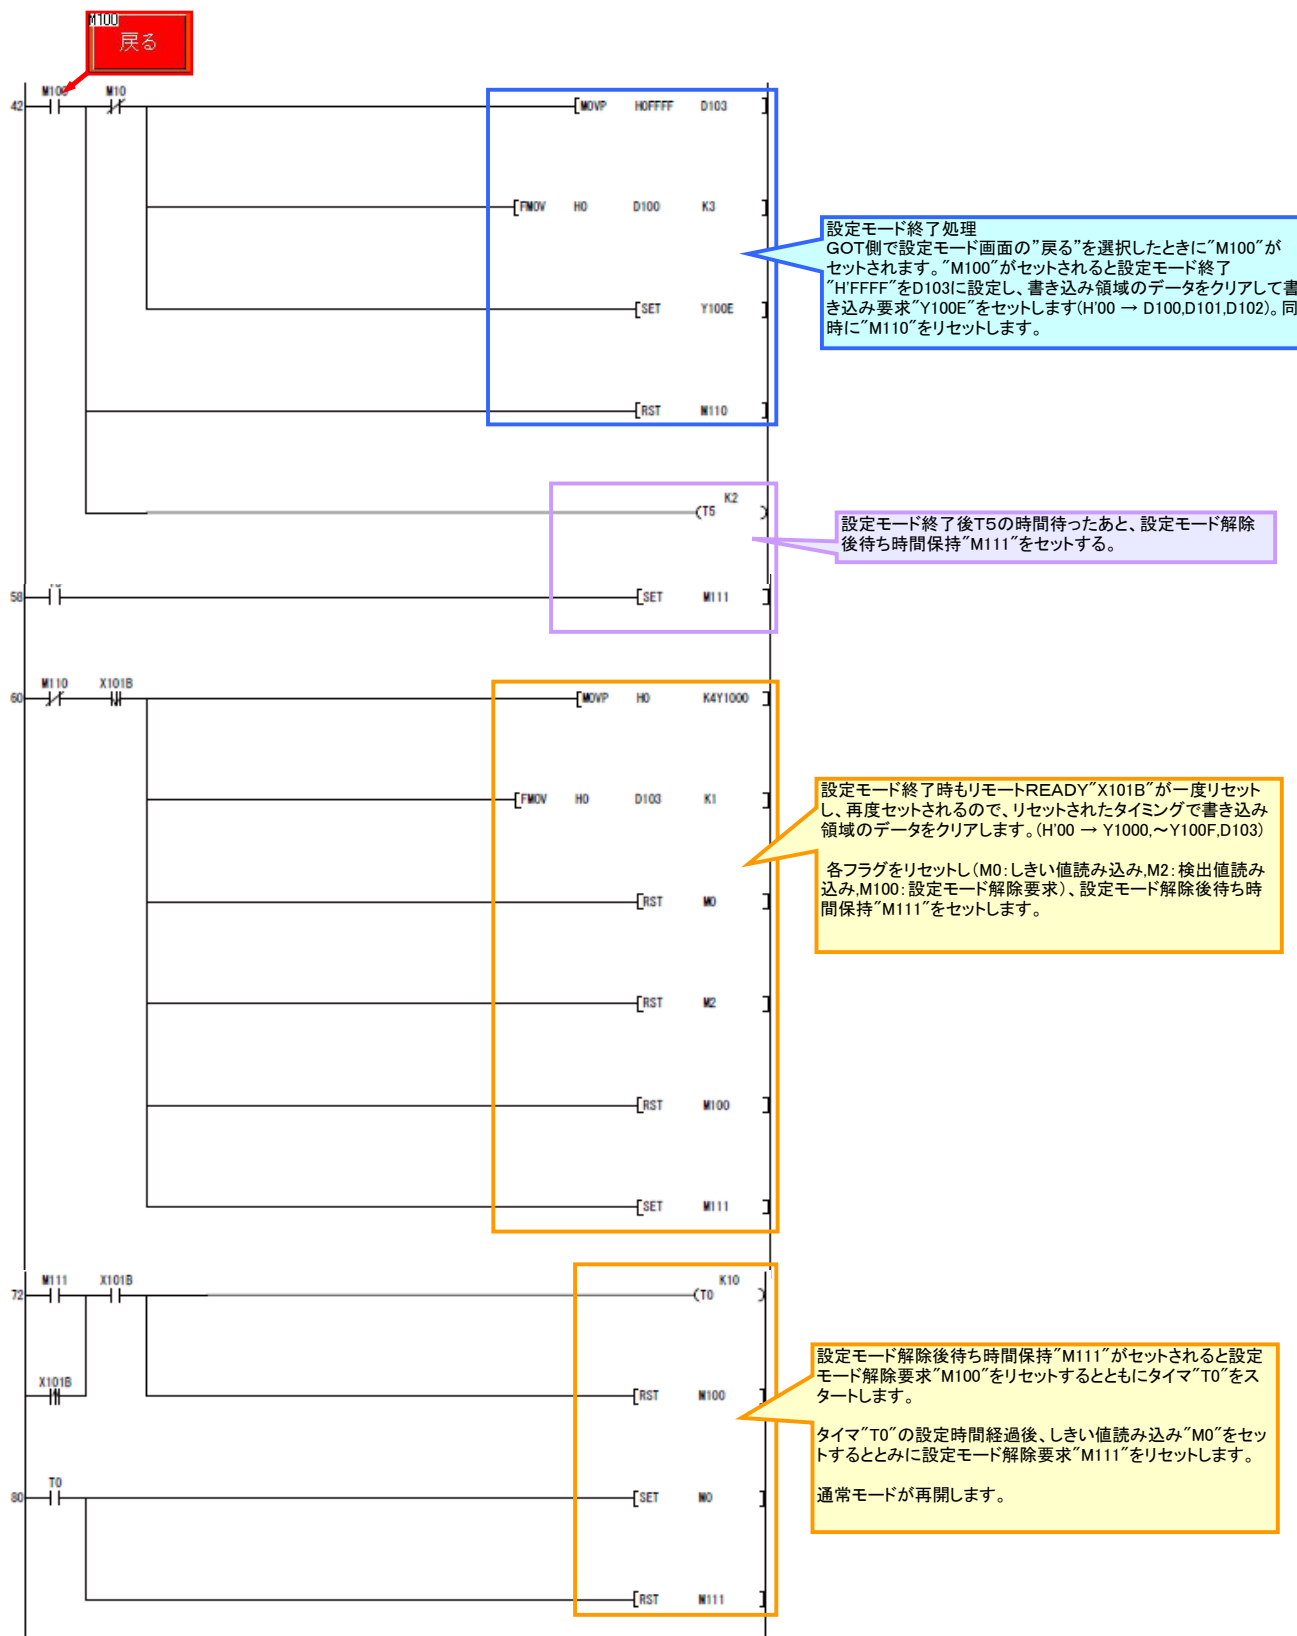 M100
戻る
M100 M10
42 [MOVP H0FFFF D103 ]
[FMOV H0 D100 K3 ]
設定モード終了処理
GOT側で設定モード画面の”戻る”を選択したときに"M100"が
セットされます。"M100"がセットされると設定モード終了
"H'FFFF"をD103に設定し、書き込み領域のデータをクリアして書
き込み要求"Y100E"をセットします(H'00 → D100,D101,D102)。同
時に"M110"をリセットします。
[SET Y100E ]
[RST M110 ]
K2
(T5 )
設定モード終了後T5の時間待ったあと、設定モード解除
後待ち時間保持"M111"をセットする。
58 [SET M111 ]
M110 X101B
60 [MOVP H0 K4Y1000 ]
[FMOV H0 D103 K1 ]
設定モード終了時もリモートREADY"X101B"が一度リセット
し、再度セットされるので、リセットされたタイミングで書き込み
領域のデータをクリアします。(H'00 → Y1000,~Y100F,D103)
各フラグをリセットし(M0:しきい値読み込み,M2:検出値読み
込み,M100:設定モード解除要求)、設定モード解除後待ち時
間保持"M111"をセットします。
[RST M0 ]
[RST M2 ]
[RST M100 ]
[SET M111 ]
M111 X101B K10
72 (T0 )
X101B
[RST M100 ]
設定モード解除後待ち時間保持"M111"がセットされると設定
モード解除要求"M100"をリセットするとともにタイマ"T0"をス
タートします。
タイマ"T0"の設定時間経過後、しきい値読み込み"M0"をセッ
トするととみに設定モード解除要求"M111"をリセットします。
通常モードが再開します。
T0
80 [SET M0 ]
[RST M111 ]